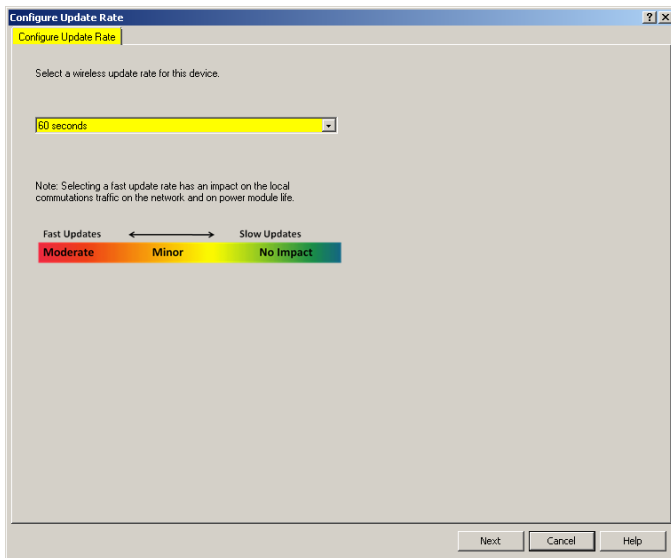 Configure Update Rate
Configure Update Rate
Select a wireless update rate for this device.
60 seconds
Note: Selecting a fast update rate has an impact on the local
commutations traffic on the network and on power module life.
Fast Updates Slow Updates
Moderate Minor No Impact
Next Cancel Help